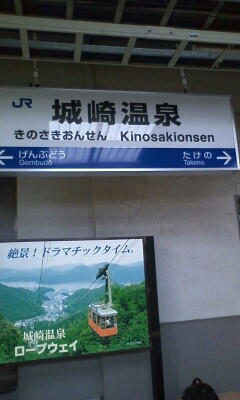 JR 城崎温泉
きのさきおんせん Kinosakionsen
げんぶどう たけの
Gembudo Takeno
絶景！ドラマチックタイム。
城崎温泉
ロープウェイ